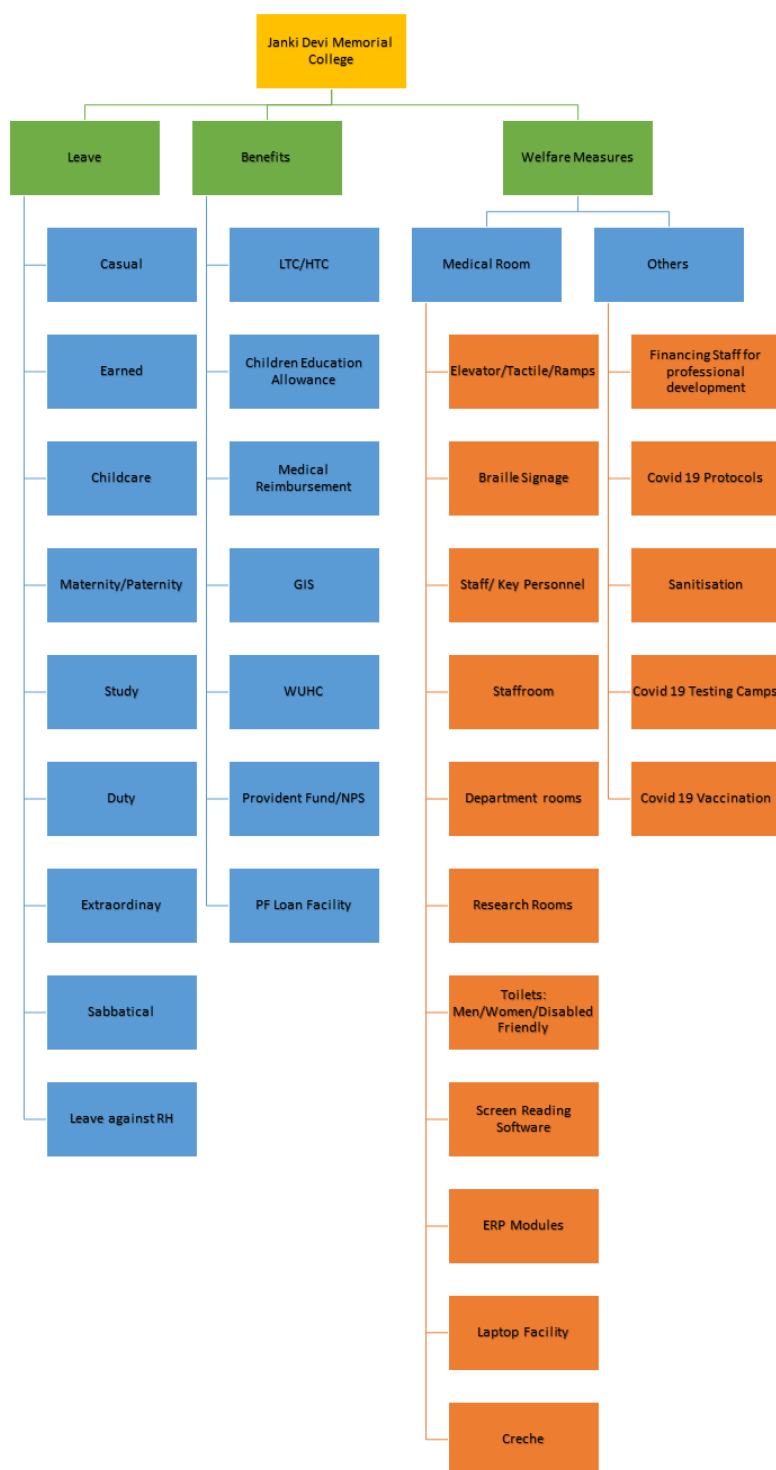 Janki Devi Memorial
College
Leave
Benefits
Welfare Measures
Casual
Earned
Childcare
Maternity/Paternity
Study
Duty
Extraordinay
Sabbatical
Leave against RH
LTC/HTC
Children Education
Allowance
Medical
Reimbursement
GIS
WUHC
Provident Fund/NPS
PF Loan Facility
Medical Room
Others
Elevator/Tactile/Ramps
Braille Signage
Staff/ Key Personnel
Staffroom
Department rooms
Research Rooms
Toilets:
Men/Women/Disabled
Friendly
Screen Reading
Software
ERP Modules
Laptop Facility
Creche
Financing Staff for
professional
development
Covid 19 Protocols
Sanitisation
Covid 19 Testing Camps
Covid 19 Vaccination